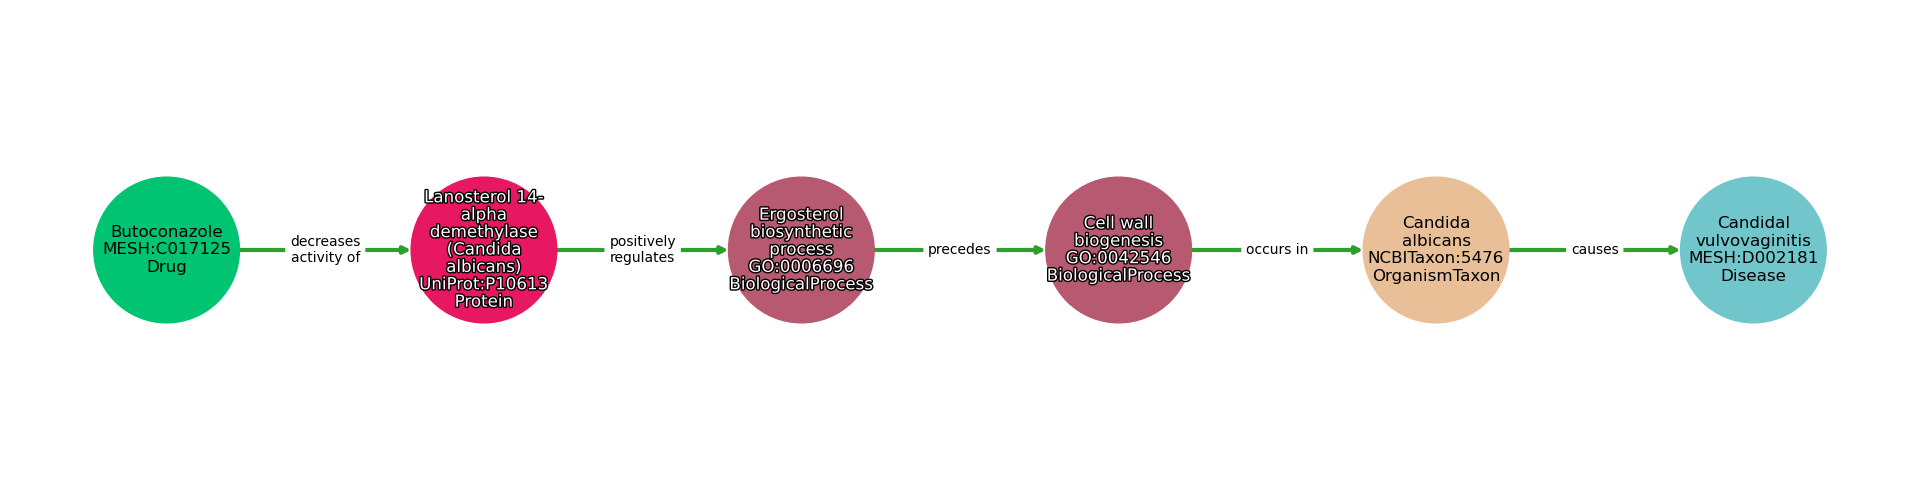 Butoconazole
MESH:C017125
Drug
decreases
activity of
Lanosterol 14-
alpha
demethylase
(Candida
albicans)
UniProt:P10613
Protein
positively
regulates
Ergosterol
biosynthetic
process
GO:0006696
BiologicalProcess
precedes
Cell wall
biogenesis
GO:0042546
BiologicalProcess
occurs in
Candida
albicans
NCBITaxon:5476
OrganismTaxon
causes
Candidal
vulvovaginitis
MESH:D002181
Disease